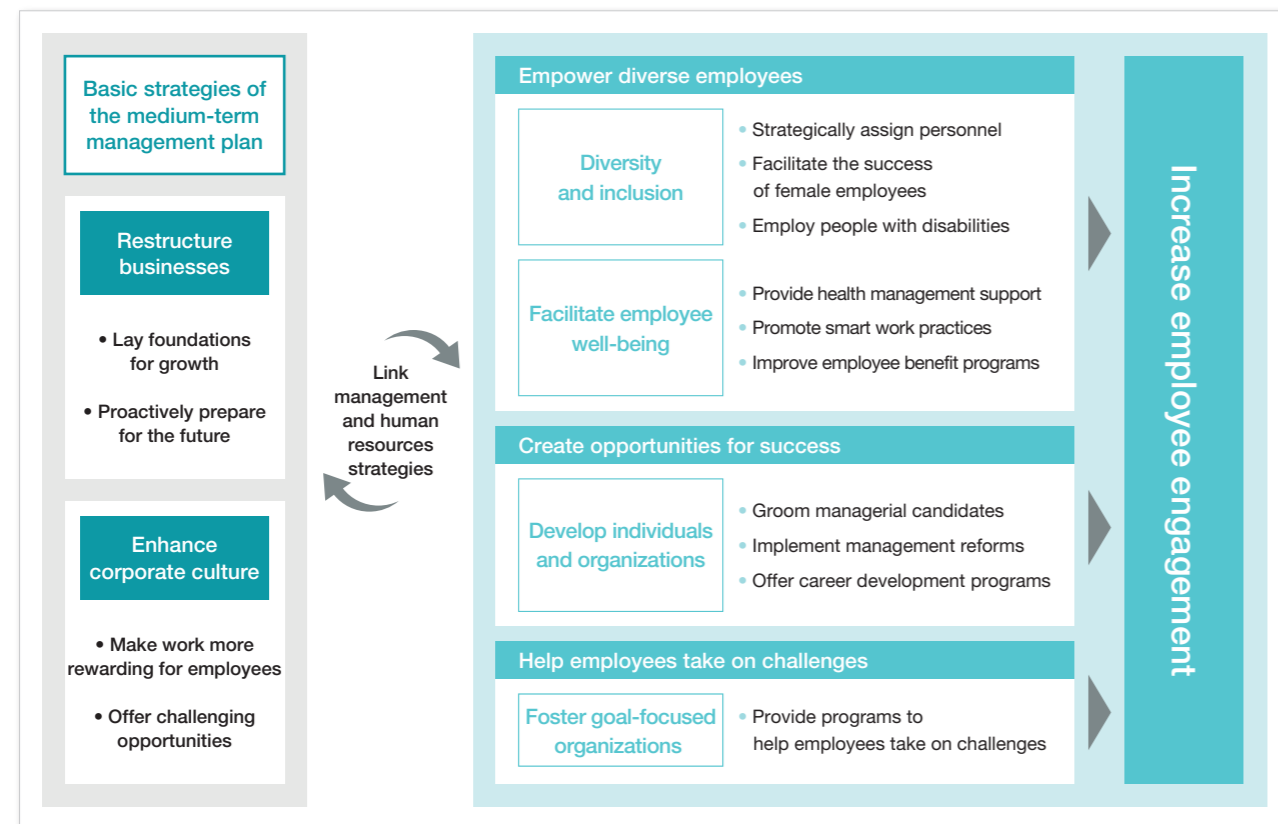 Basic strategies of
the medium-term
management plan
Restructure
businesses
• Lay foundations
for growth
• Proactively prepare
for the future
Enhance
corporate culture
• Make work more
rewarding for employees
• Offer challenging
opportunities
Link
management
and human
resources
strategies
Empower diverse employees
Diversity
and inclusion
• Strategically assign personnel
• Facilitate the success
of female employees
• Employ people with disabilities
Facilitate employee
well-being
• Provide health management support
• Promote smart work practices
• Improve employee benefit programs
Create opportunities for success
Develop individuals
and organizations
• Groom managerial candidates
• Implement management reforms
• Offer career development programs
Help employees take on challenges
Foster goal-focused
organizations
• Provide programs to
help employees take on challenges
Increase employee engagement